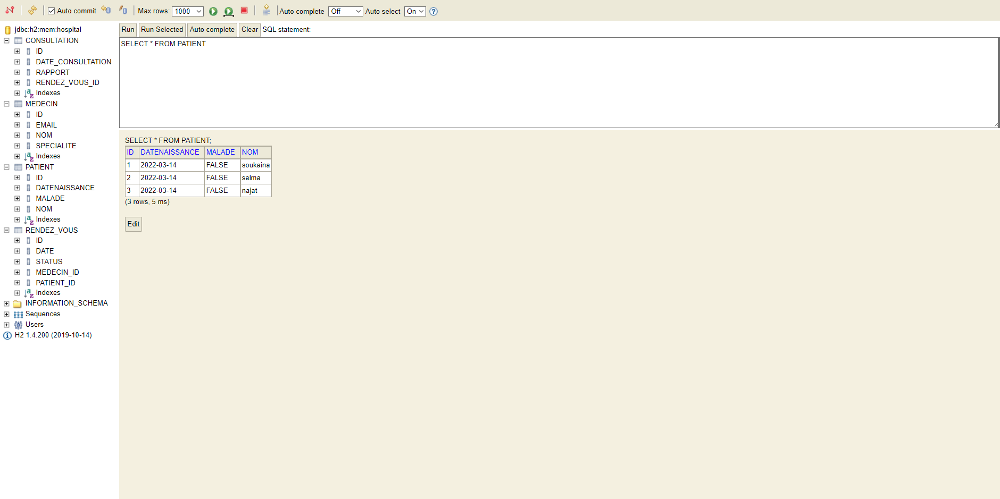 Auto commit Max rows: 1000 Auto complete Off Auto select On
jdbc:h2:mem:hospital
CONSULTATION
ID
DATE_CONSULTATION
RAPPORT
RENDEZ_VOUS_ID
Indexes
MEDECIN
ID
EMAIL
NOM
SPECIALITE
Indexes
PATIENT
ID
DATENAISSANCE
MALADE
NOM
Indexes
RENDEZ_VOUS
ID
DATE
STATUS
MEDECIN_ID
PATIENT_ID
Indexes
INFORMATION_SCHEMA
Sequences
Users
H2 1.4.200 (2019-10-14)
Run Run Selected Auto complete Clear SQL statement:
SELECT * FROM PATIENT
SELECT * FROM PATIENT;
ID DATENAISSANCE MALADE NOM
1 2022-03-14 FALSE soukaina
2 2022-03-14 FALSE salma
3 2022-03-14 FALSE najat
(3 rows, 5 ms)
Edit